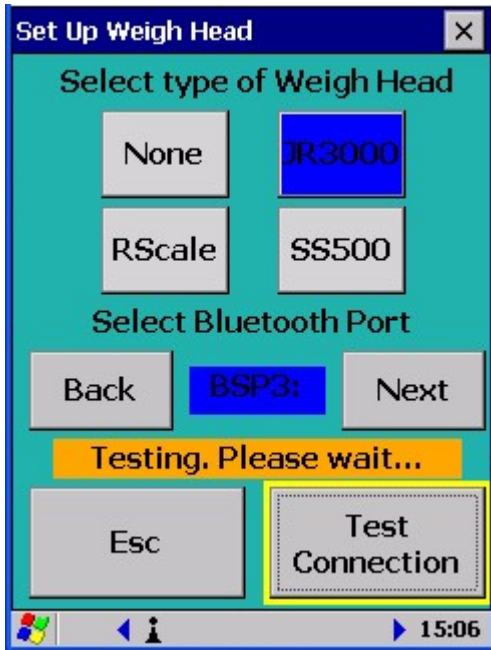 Set Up Weigh Head
Select type of Weigh Head
None JR3000
RScale SS500
Select Bluetooth Port
Back BSP3: Next
Testing. Please wait...
Esc Test
Connection
15:06